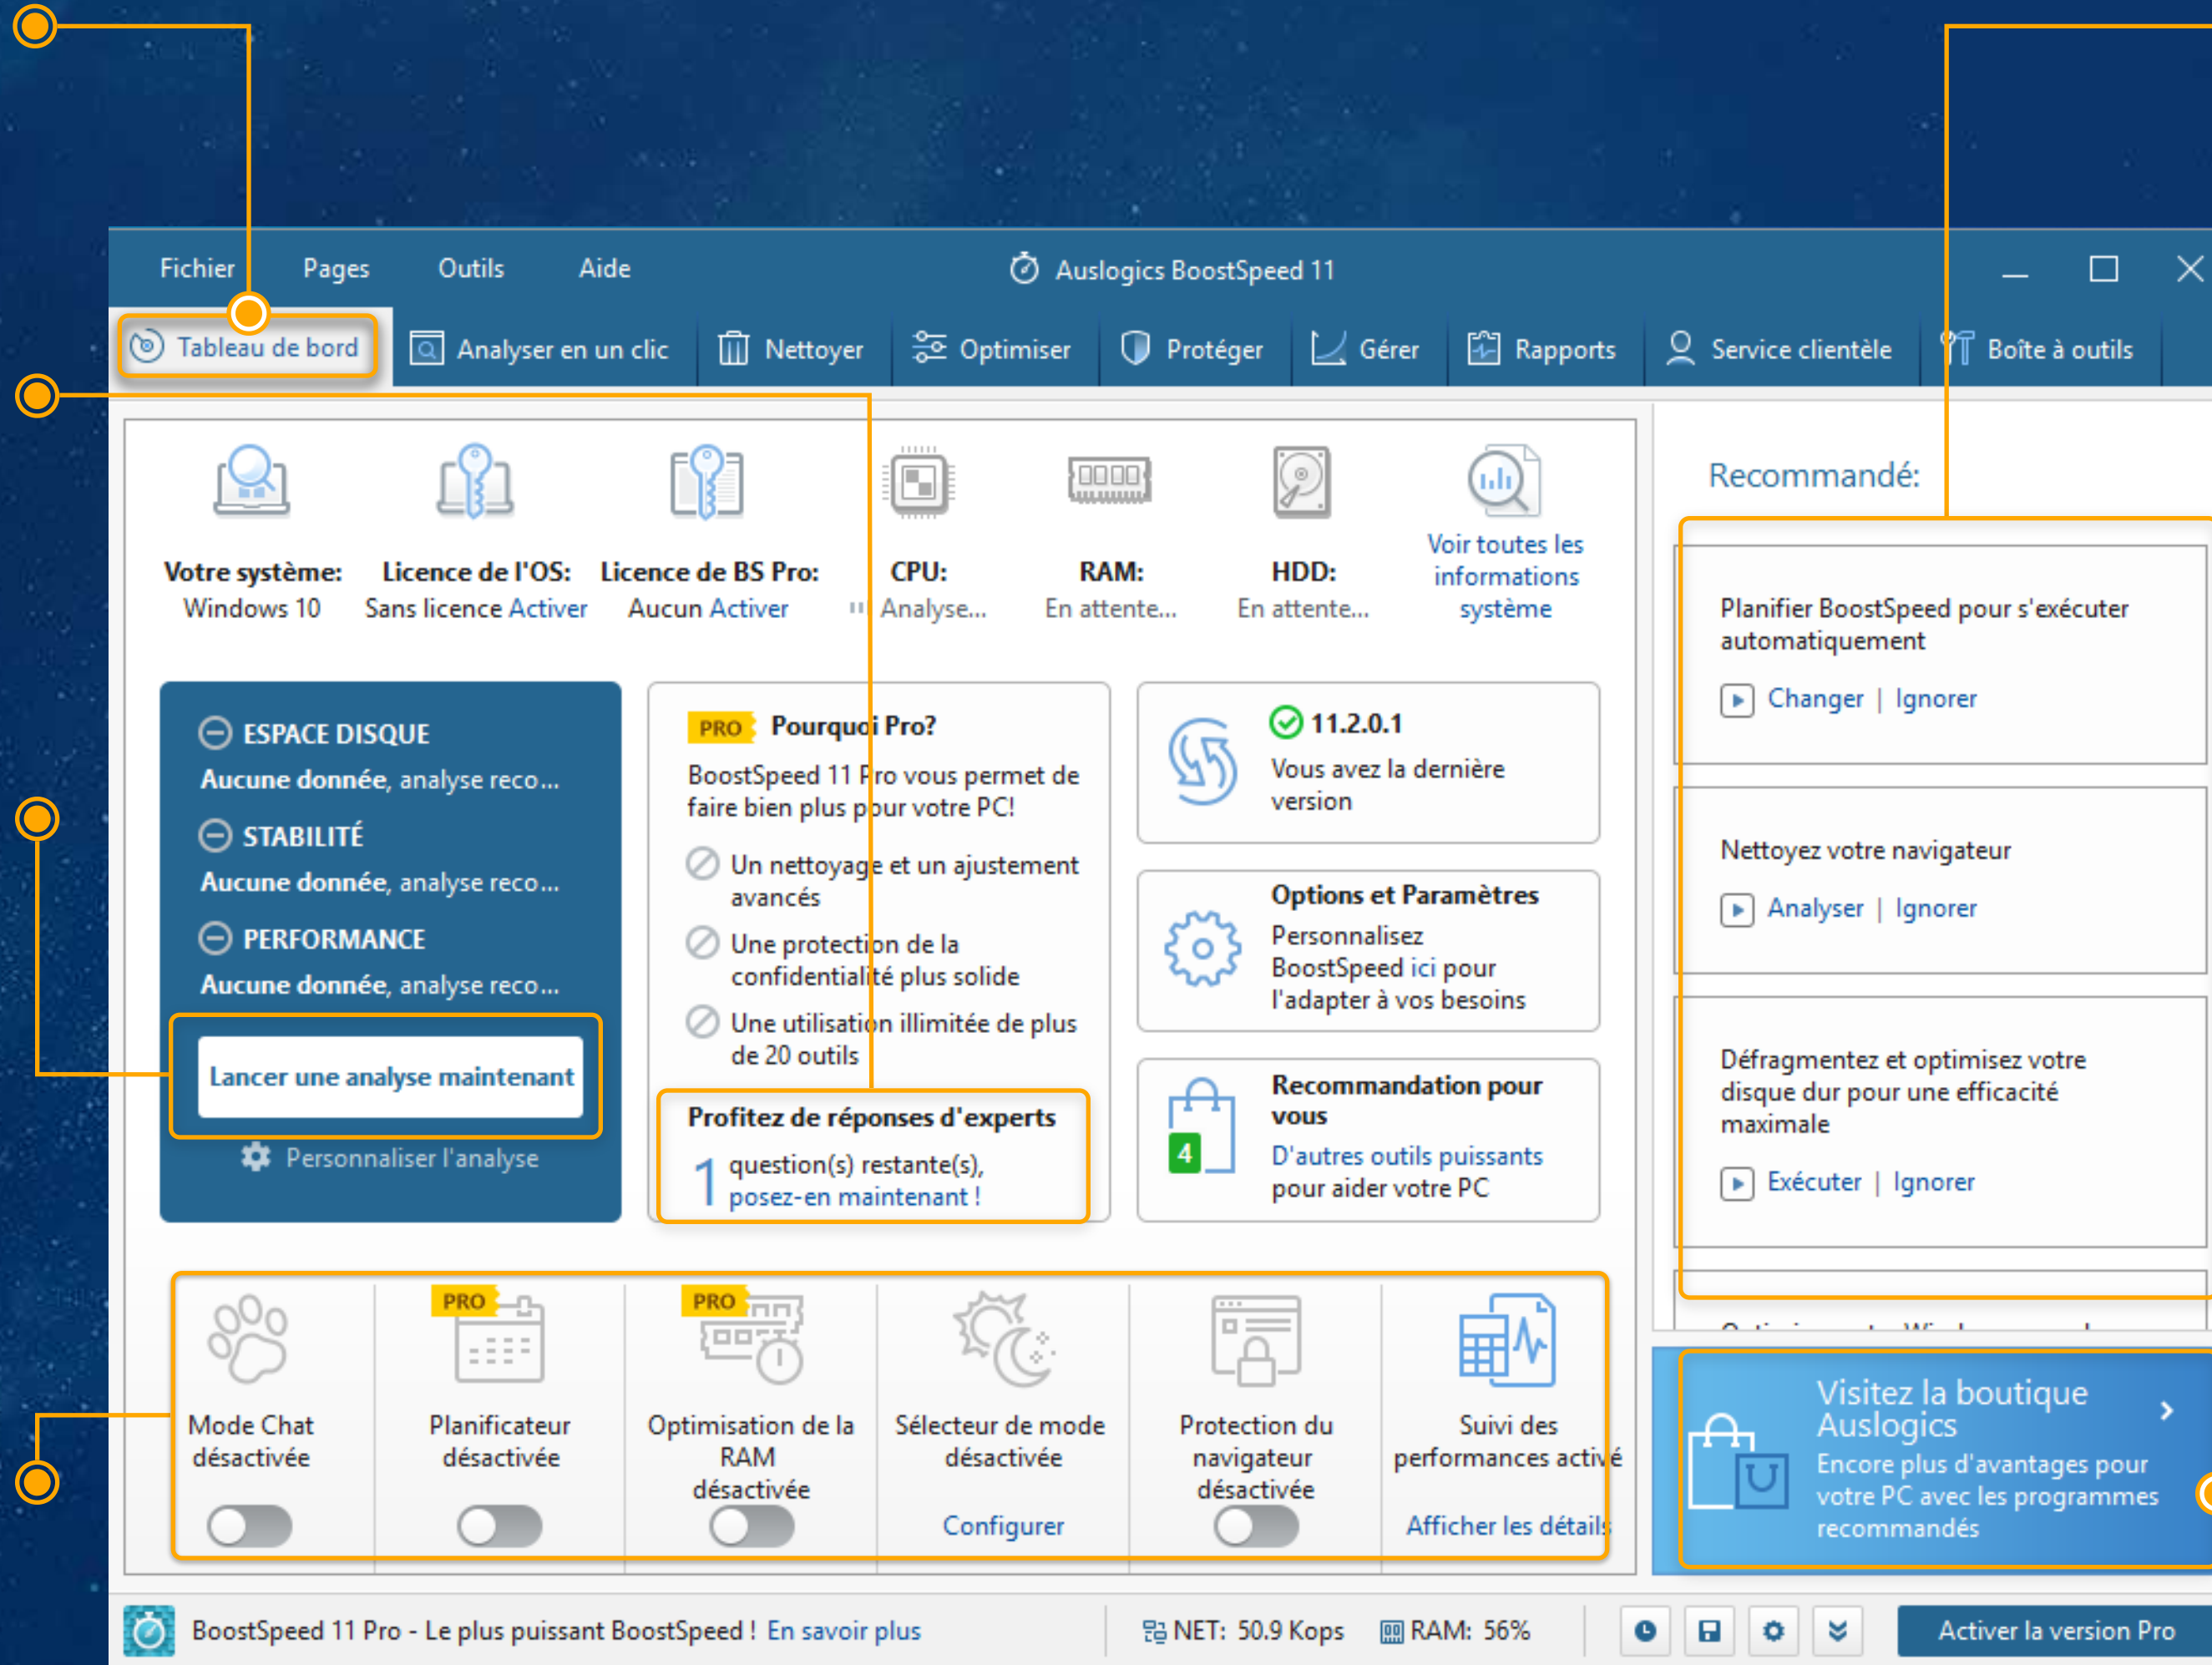 Fichier Pages Outils Aide Auslogics BoostSpeed 11
Tableau de bord Analyser en un clic Nettoyer Optimiser Protéger Gérer Rapports Service clientèle Boîte à outils
Votre système:
Windows 10
Licence de l'OS:
Sans licence Activer
Licence de BS Pro:
Aucun Activer
CPU:
Analyse...
RAM:
En attente...
HDD:
En attente...
Voir toutes les
informations
système
ESPACE DISQUE
Aucune donnée, analyse reco...
STABILITÉ
Aucune donnée, analyse reco...
PERFORMANCE
Aucune donnée, analyse reco...
Lancer une analyse maintenant
Personnaliser l'analyse
PRO Pourquoi Pro?
BoostSpeed 11 Pro vous permet de
faire bien plus pour votre PC!
Un nettoyage et un ajustement
avancés
Une protection de la
confidentialité plus solide
Une utilisation illimitée de plus
de 20 outils
Profitez de réponses d'experts
1 question(s) restante(s),
posez-en maintenant !
11.2.0.1
Vous avez la dernière
version
Options et Paramètres
Personnalisez
BoostSpeed ici pour
l'adapter à vos besoins
Recommandation pour
vous
4
D'autres outils puissants
pour aider votre PC
Mode Chat
désactivée
PRO
Planificateur
désactivée
PRO
Optimisation de la
RAM
désactivée
Sélecteur de mode
désactivée
Configurer
Protection du
navigateur
désactivée
Suivi des
performances activé
Afficher les détails
Recommandé:
Planifier BoostSpeed pour s'exécuter
automatiquement
Changer | Ignorer
Nettoyez votre navigateur
Analyser | Ignorer
Défragmentez et optimisez votre
disque dur pour une efficacité
maximale
Exécuter | Ignorer
Visitez la boutique
Auslogics
Encore plus d'avantages pour
votre PC avec les programmes
recommandés
BoostSpeed 11 Pro - Le plus puissant BoostSpeed ! En savoir plus NET: 50.9 Kops RAM: 56% Activer la version Pro